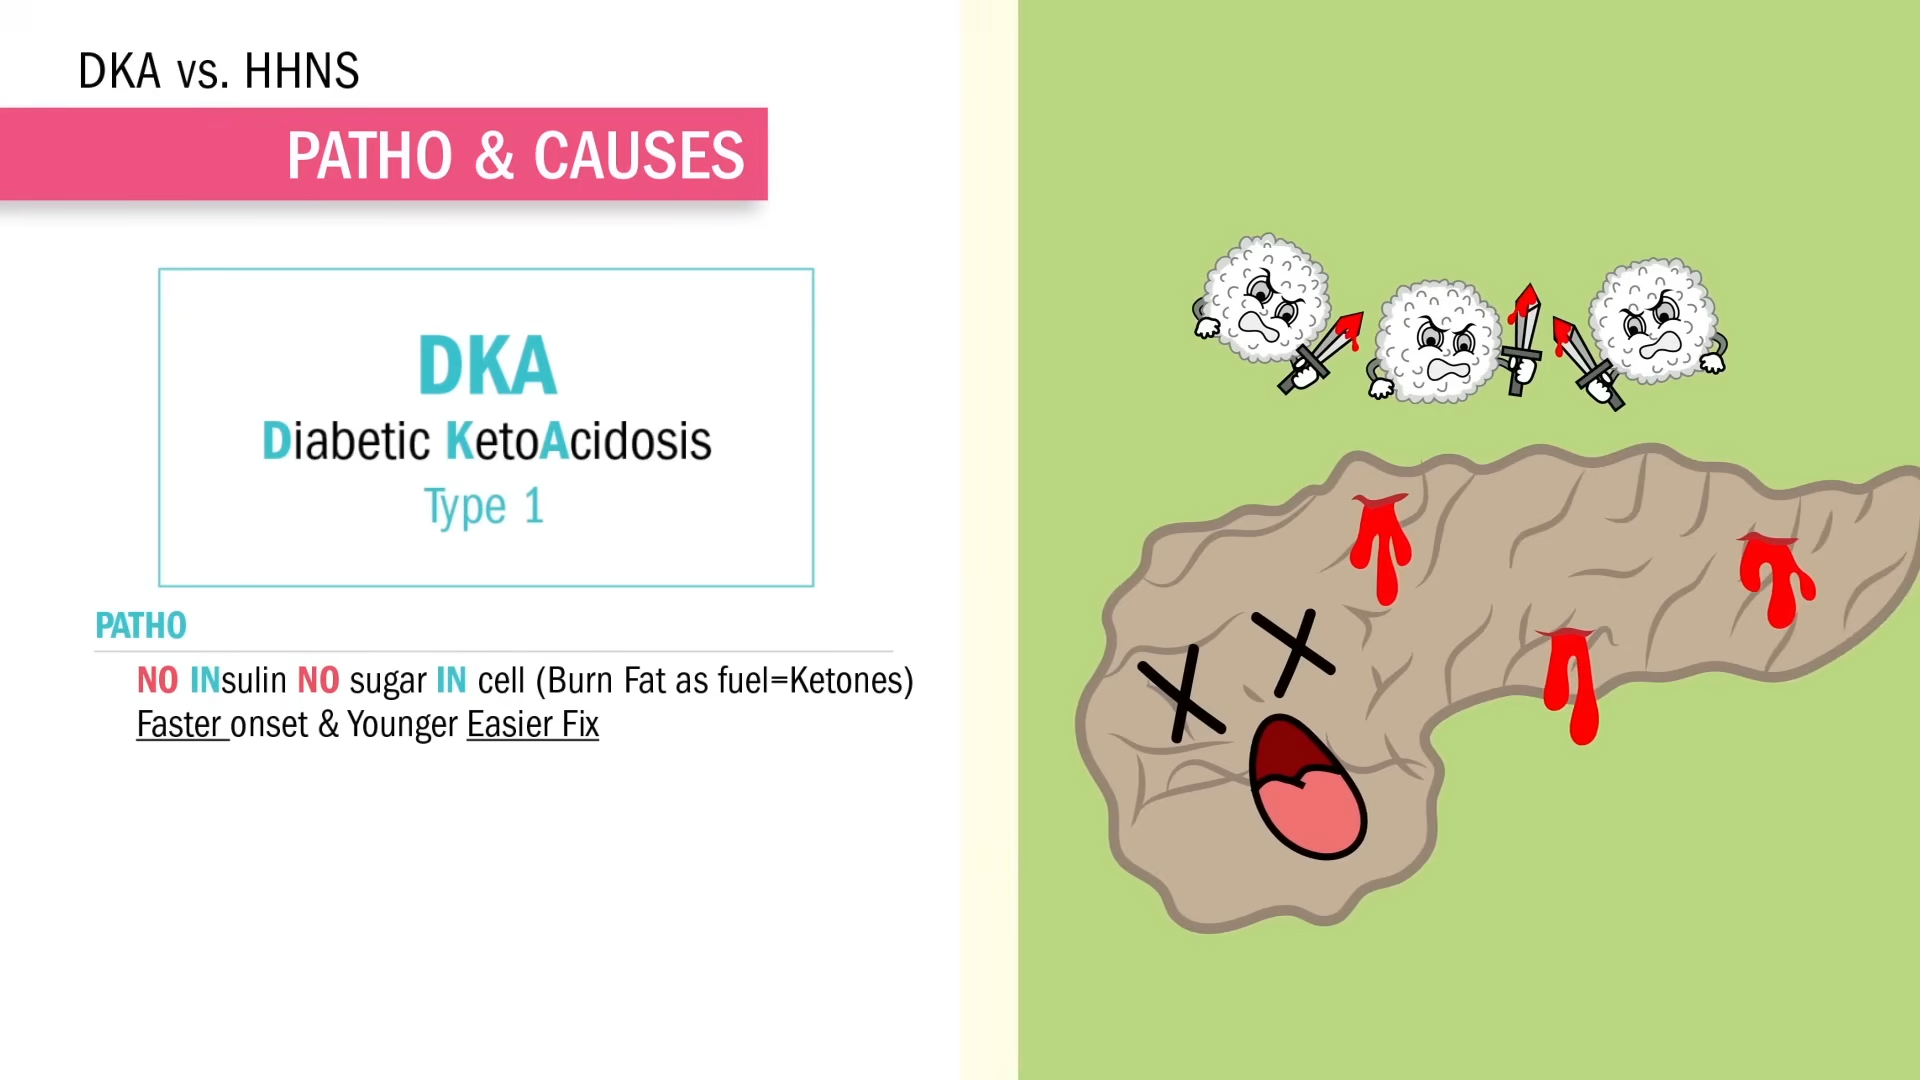 DKA vs. HHNS
PATHO & CAUSES
DKA
Diabetic KetoAcidosis
Type 1
PATHO
NO INsulin NO sugar IN cell (Burn Fat as fuel=Ketones)
Faster onset & Younger Easier Fix